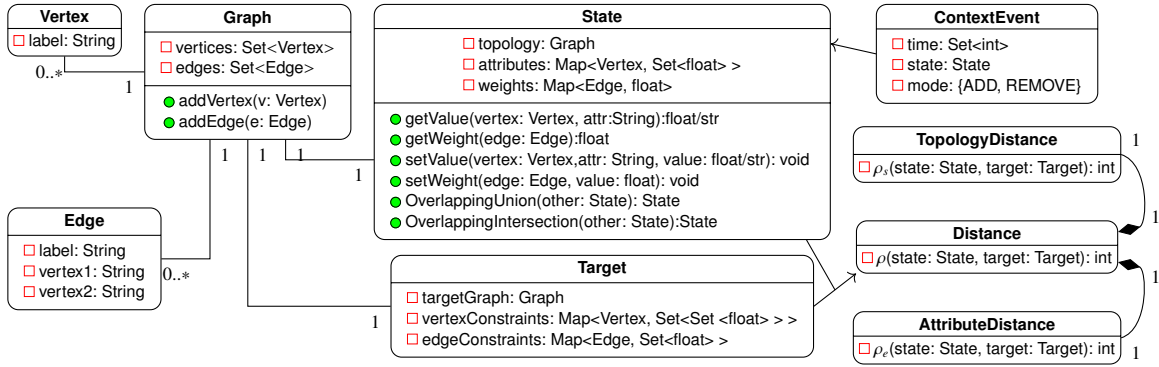 Vertex
label: String
0..*
1
Graph
vertices: Set<Vertex>
edges: Set<Edge>
addVertex(v: Vertex)
addEdge(e: Edge)
1
1
1
State
topology: Graph
attributes: Map<Vertex, Set<float> >
weights: Map<Edge, float>
getValue(vertex: Vertex, attr:String):float/str
getWeight(edge: Edge):float
setValue(vertex: Vertex,attr: String, value: float/str): void
setWeight(edge: Edge, value: float): void
OverlappingUnion(other: State): State
OverlappingIntersection(other: State):State
1
ContextEvent
time: Set<int>
state: State
mode: {ADD, REMOVE}
TopologyDistance
ρs(state: State, target: Target): int
1
1
Edge
label: String
vertex1: String
vertex2: String
0..*
Target
targetGraph: Graph
vertexConstraints: Map<Vertex, Set<Set <float> > >
edgeConstraints: Map<Edge, Set<float> >
1
Distance
ρ(state: State, target: Target): int
1
AttributeDistance
ρe(state: State, target: Target): int
1